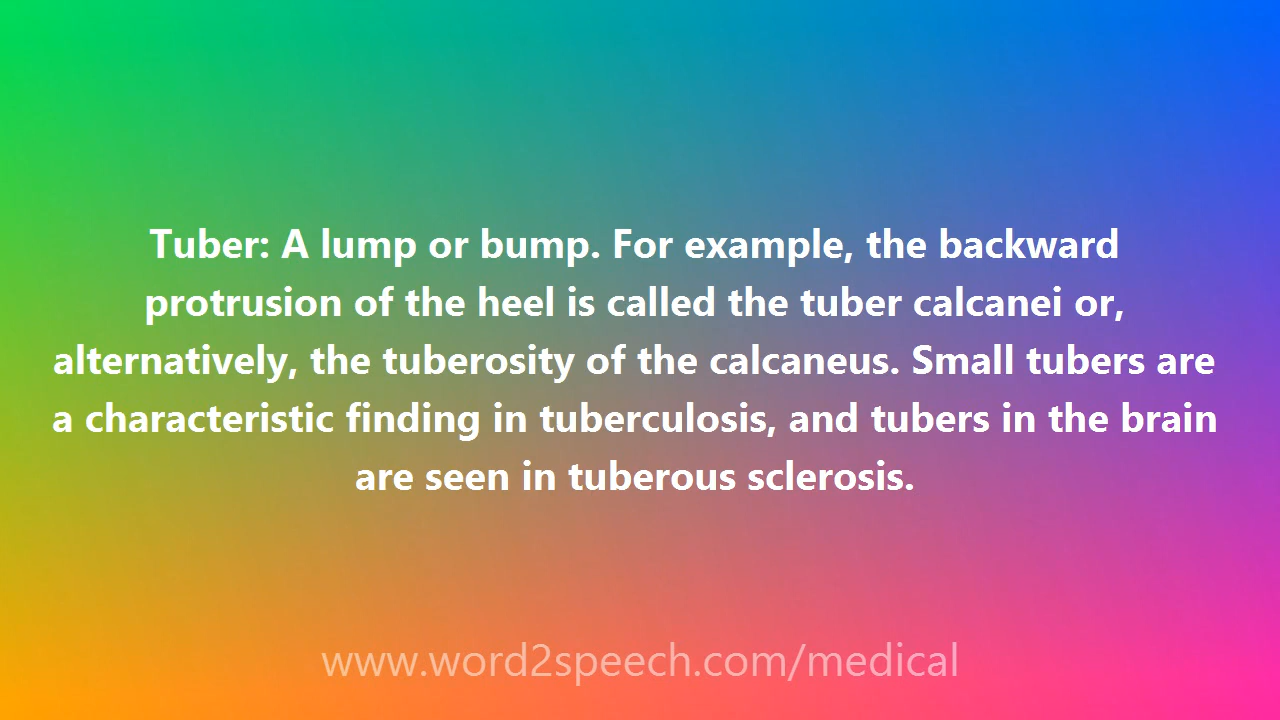 Tuber: A lump or bump. For example, the backward
protrusion of the heel is called the tuber calcanei or,
alternatively, the tuberosity of the calcaneus. Small tubers are
a characteristic finding in tuberculosis, and tubers in the brain
are seen in tuberous sclerosis.
www.word2speech.com/medical